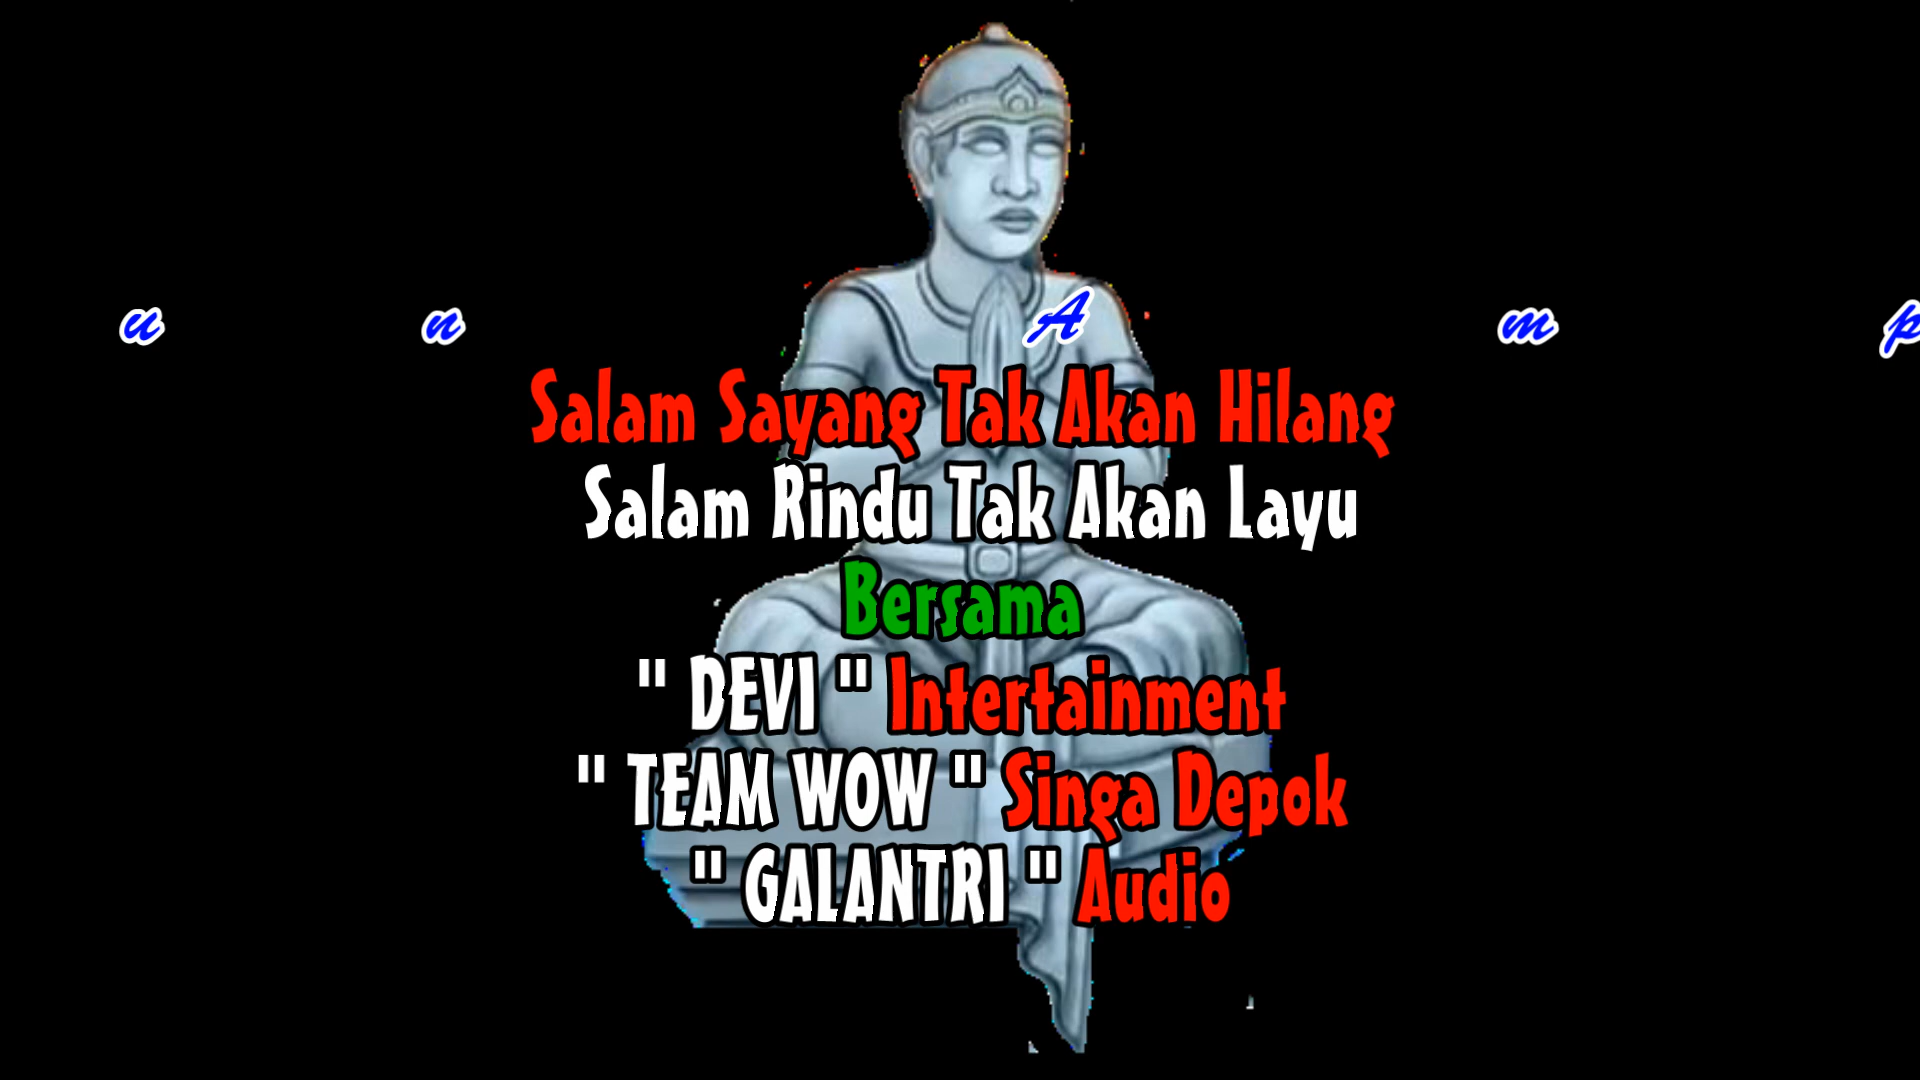 u n A m p
Salam Sayang Tak Akan Hilang
Salam Rindu Tak Akan Layu
Bersama
" DEVI " Intertainment
" TEAM WOW " Singa Depok
" GALANTRI " Audio